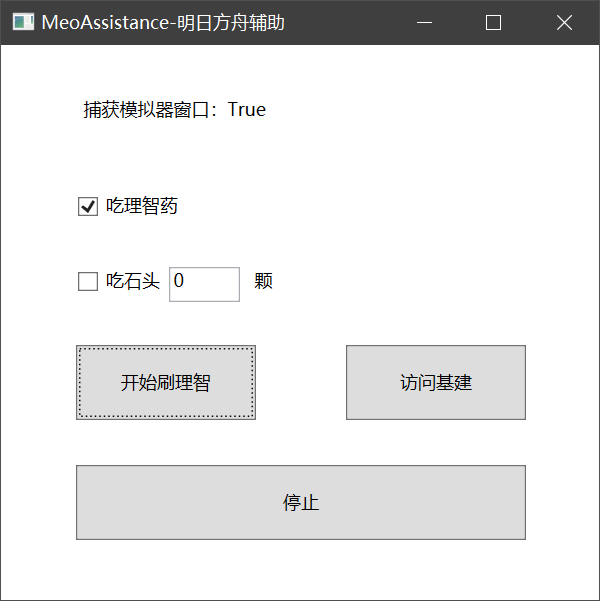 MeoAssistance-明日方舟辅助
捕获模拟器窗口：True
吃理智药
吃石头 0 颗
开始刷理智 访问基建
停止